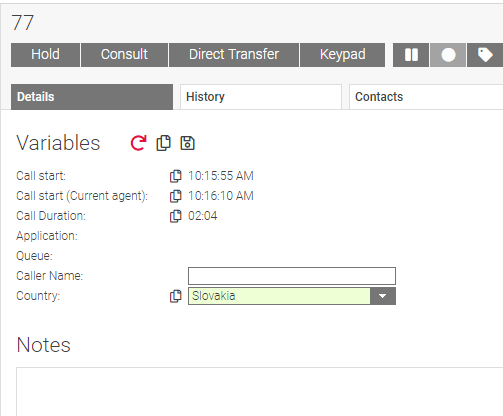 77
Hold Consult Direct Transfer Keypad
Details History Contacts
Variables
Call start: 10:15:55 AM
Call start (Current agent): 10:16:10 AM
Call Duration: 02:04
Application:
Queue:
Caller Name:
Country: Slovakia
Notes